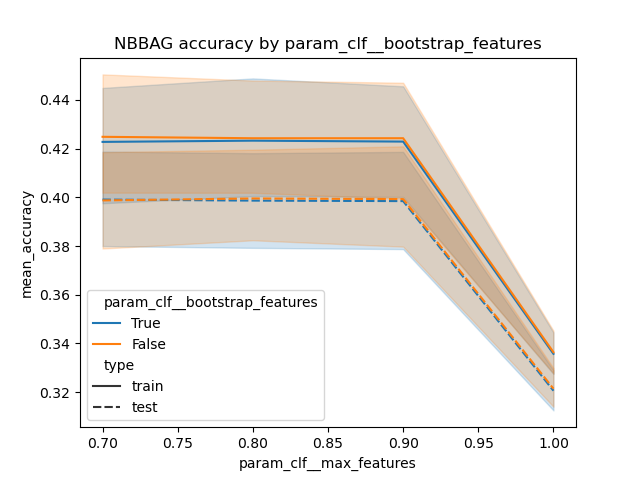 NBBAG accuracy by param_clf__bootstrap_features
mean_accuracy
0.44
0.42
0.40
0.38
0.36
0.34
0.32
param_clf__bootstrap_features
True
False
type
train
test
0.70 0.75 0.80 0.85 0.90 0.95 1.00
param_clf__max_features